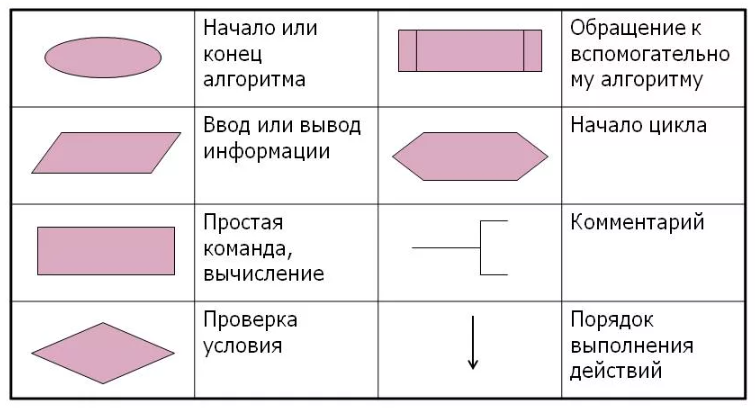 Начало или
конец
алгоритма
Обращение к
вспомогательно
му алгоритму
Ввод или вывод
информации
Начало цикла
Простая
команда,
вычисление
Комментарий
Проверка
условия
Порядок
выполнения
действий